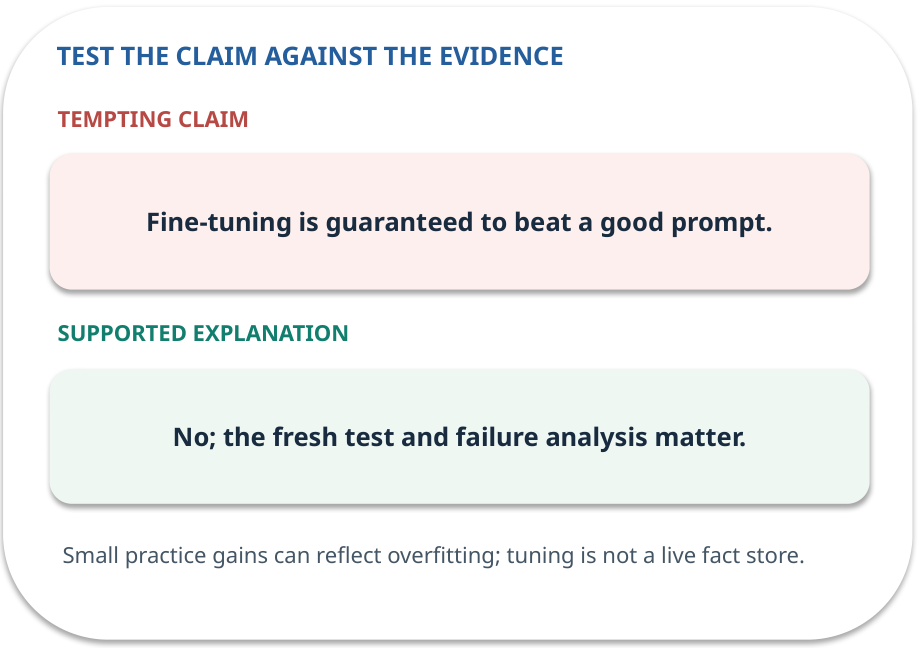 TEST THE CLAIM AGAINST THE EVIDENCE
TEMPTING CLAIM
Fine-tuning is guaranteed to beat a good prompt.
SUPPORTED EXPLANATION
No; the fresh test and failure analysis matter.
Small practice gains can reflect overfitting; tuning is not a live fact store.